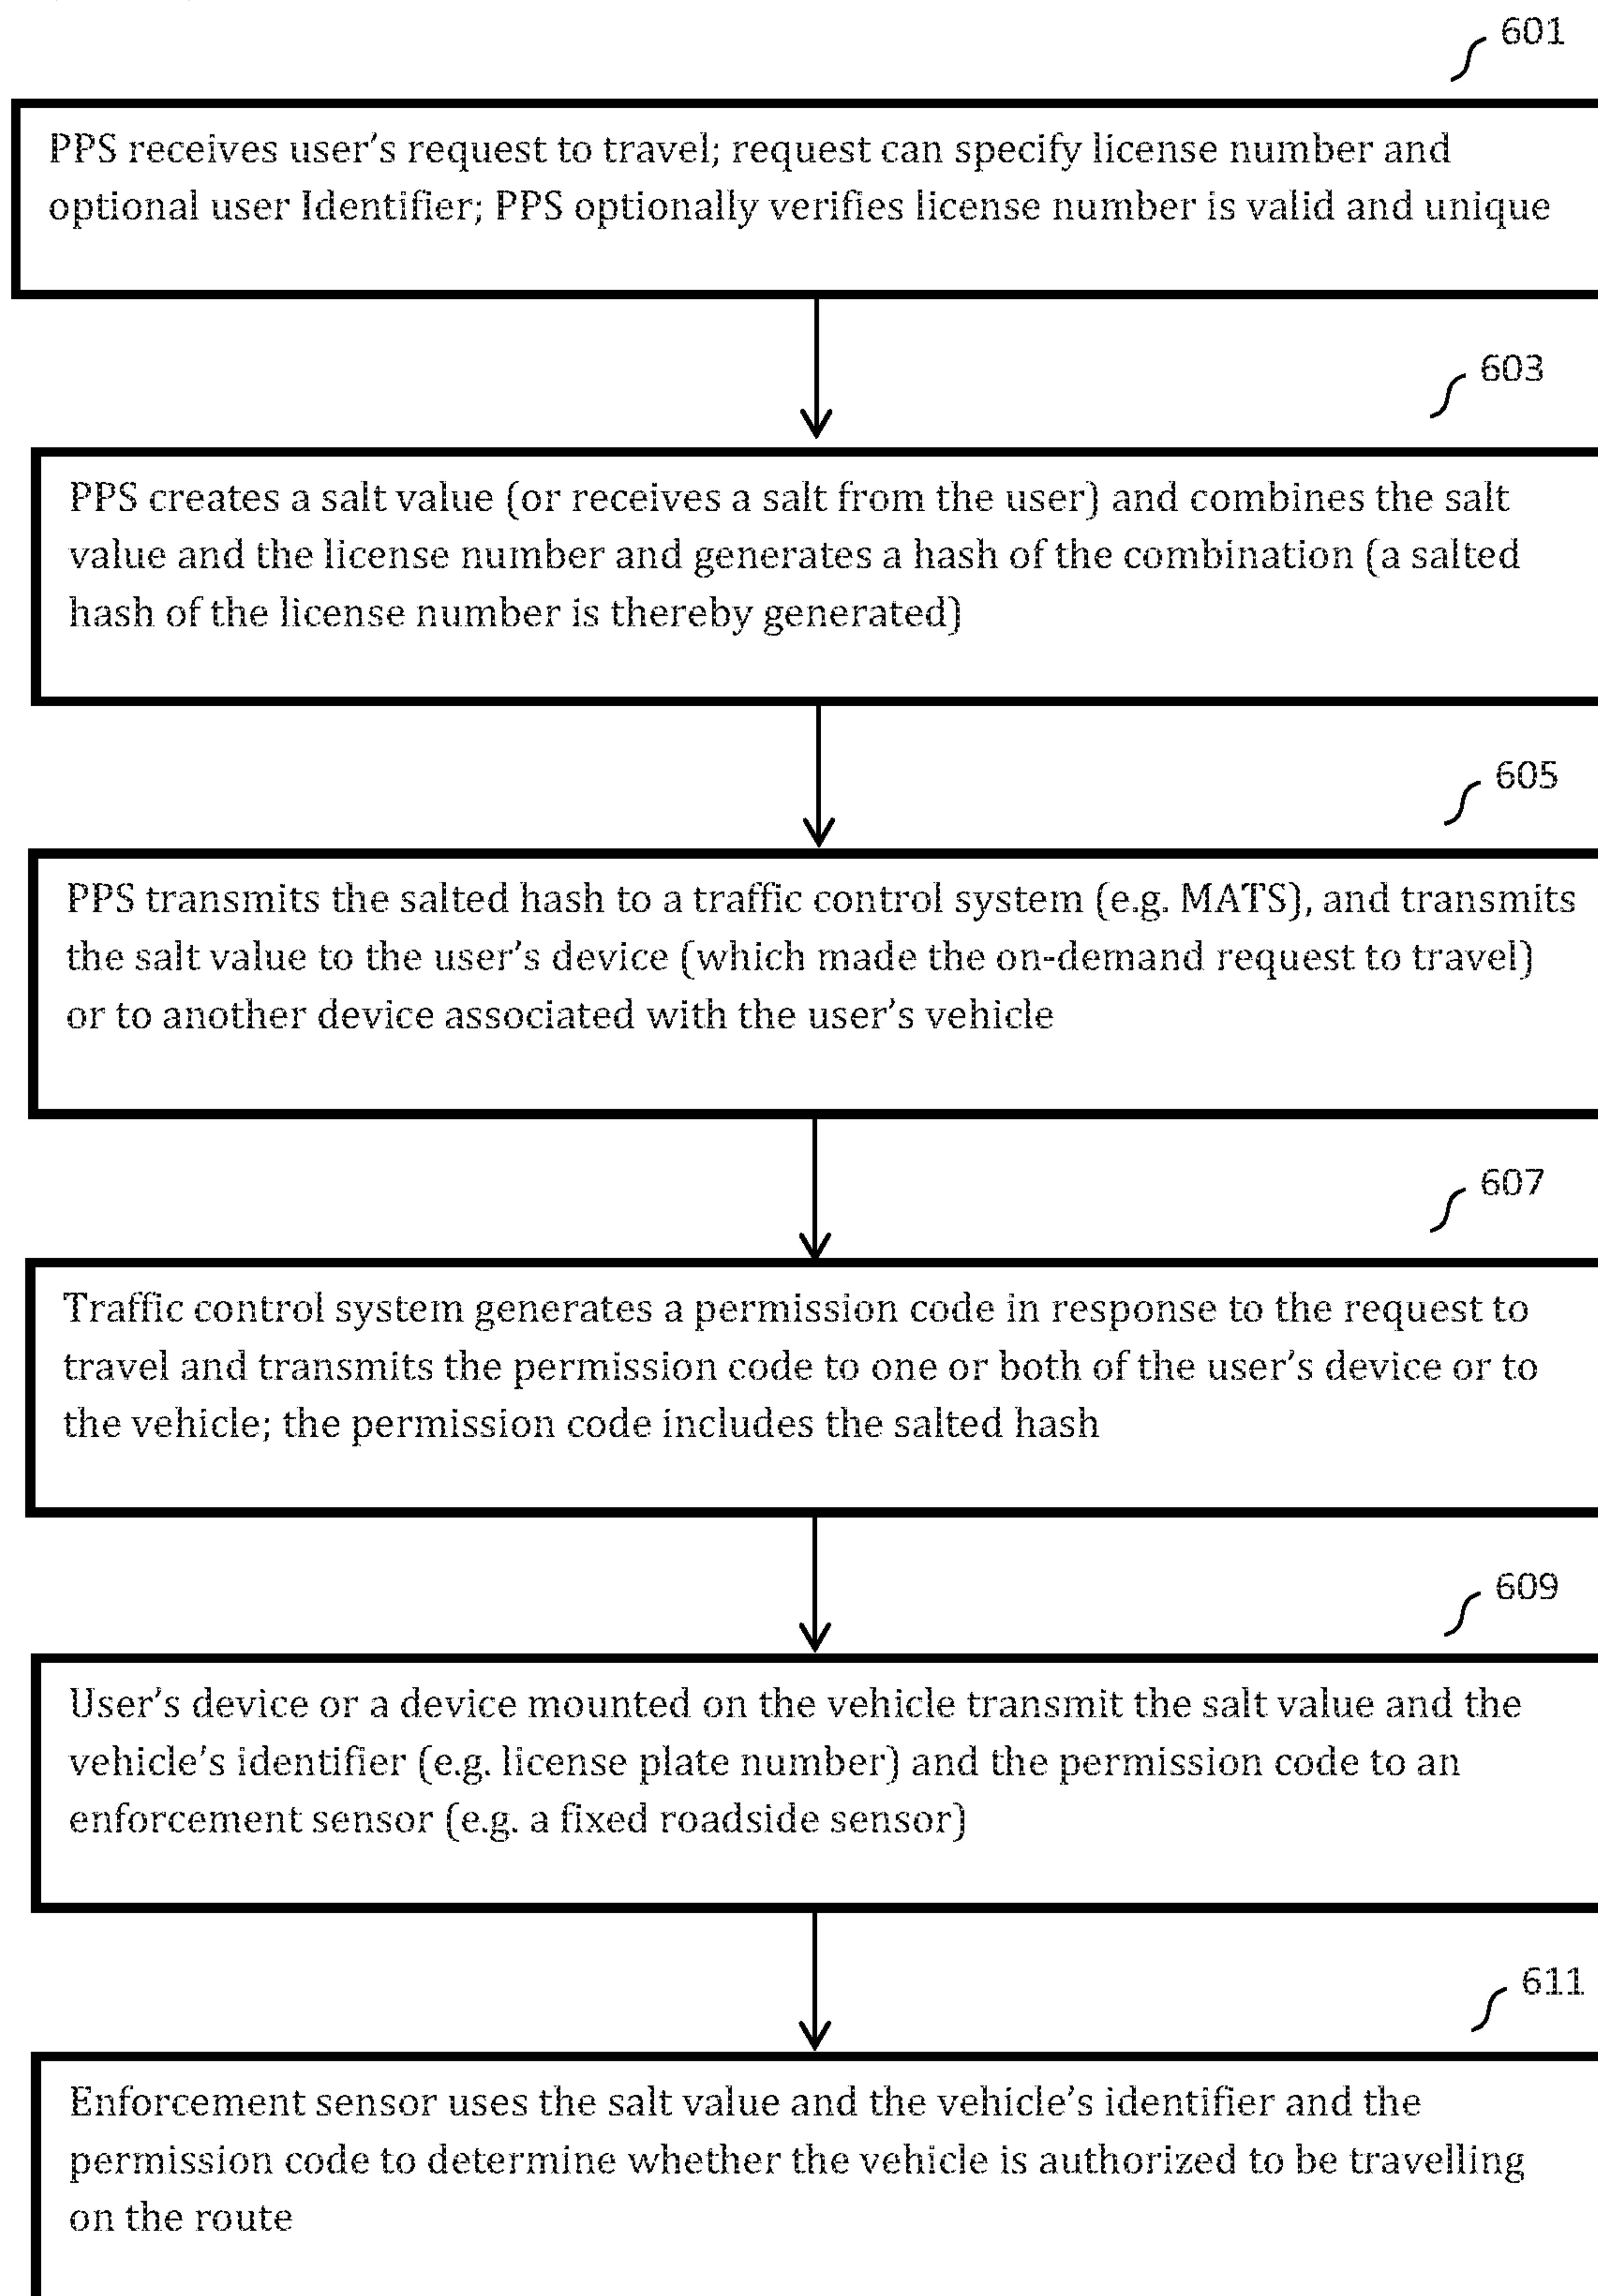 601
PPS receives user's request to travel; request can specify license number and
optional user Identifier; PPS optionally verifies license number is valid and unique
603
PPS creates a salt value (or receives a salt from the user) and combines the salt
value and the license number and generates a hash of the combination (a salted
hash of the license number is thereby generated)
605
PPS transmits the salted hash to a traffic control system (e.g. MATS), and transmits
the salt value to the user's device (which made the on-demand request to travel)
or to another device associated with the user's vehicle
607
Traffic control system generates a permission code in response to the request to
travel and transmits the permission code to one or both of the user's device or to
the vehicle; the permission code includes the salted hash
609
User's device or a device mounted on the vehicle transmit the salt value and the
vehicle's identifier (e.g. license plate number) and the permission code to an
enforcement sensor (e.g. a fixed roadside sensor)
611
Enforcement sensor uses the salt value and the vehicle's identifier and the
permission code to determine whether the vehicle is authorized to be travelling
on the route